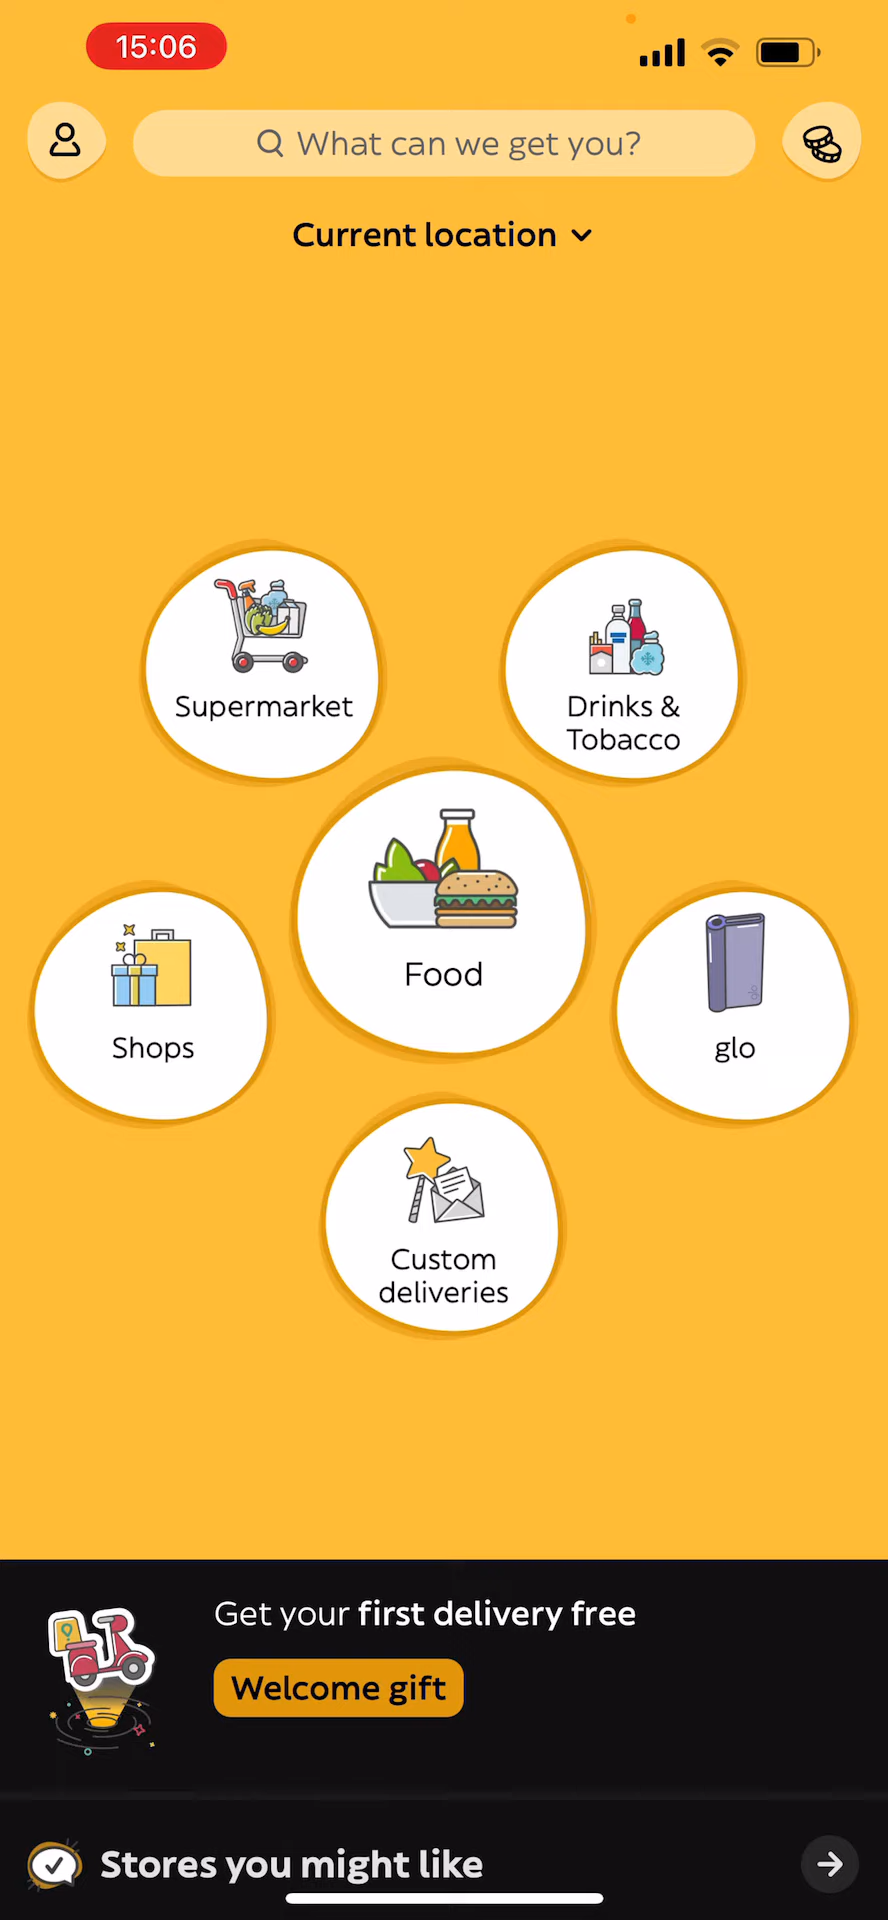 15:06
What can we get you?
Current location
Supermarket
Drinks &
Tobacco
Food
Shops
glo
Custom
deliveries
Get your first delivery free
Welcome gift
Stores you might like